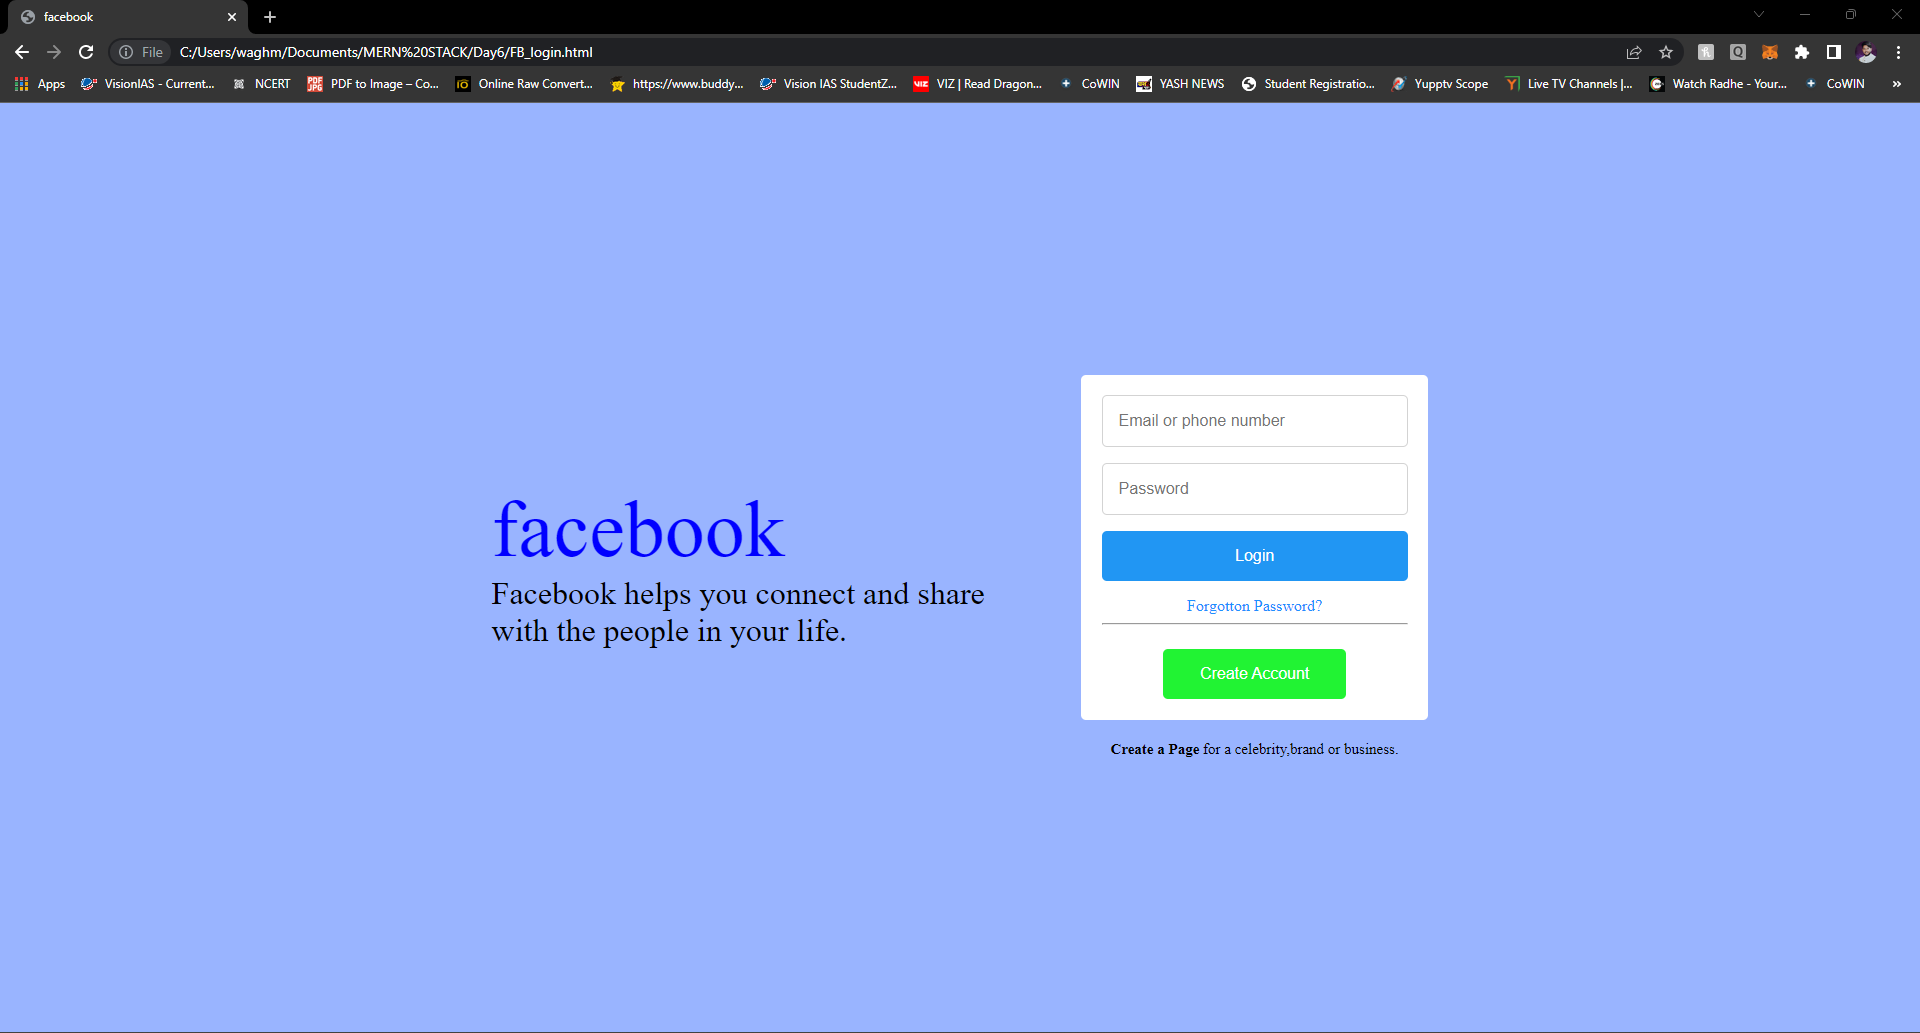 facebook
File C:/Users/waghm/Documents/MERN%20STACK/Day6/FB_login.html
Apps VisionIAS - Current... NCERT PDF to Image – Co... Online Raw Convert... https://www.buddy... Vision IAS StudentZ... VIZ | Read Dragon... CoWIN YASH NEWS Student Registratio... Yupptv Scope Live TV Channels |... Watch Radhe - Your... CoWIN »
facebook
Facebook helps you connect and share
with the people in your life.
Email or phone number
Password
Login
Forgotton Password?
Create Account
Create a Page for a celebrity,brand or business.